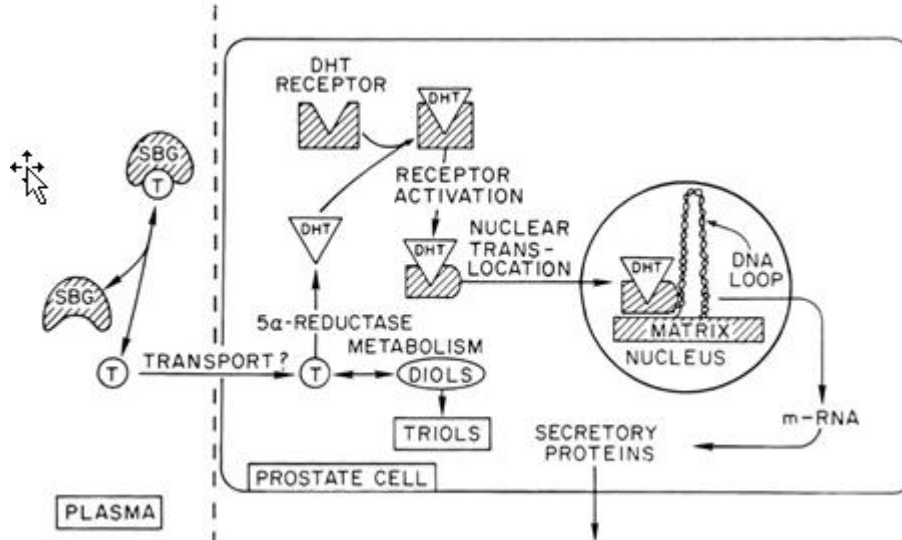 DHT
RECEPTOR
DHT
SBG
T
RECEPTOR
ACTIVATION
DHT
DHT
NUCLEAR
TRANS-
LOCATION
DHT
DNA
LOOP
SBG
5α-REDUCTASE
MATRIX
NUCLEUS
METABOLISM
T
TRANSPORT?
T
DIOLS
TRIOLS
m-RNA
SECRETORY
PROTEINS
PROSTATE CELL
PLASMA